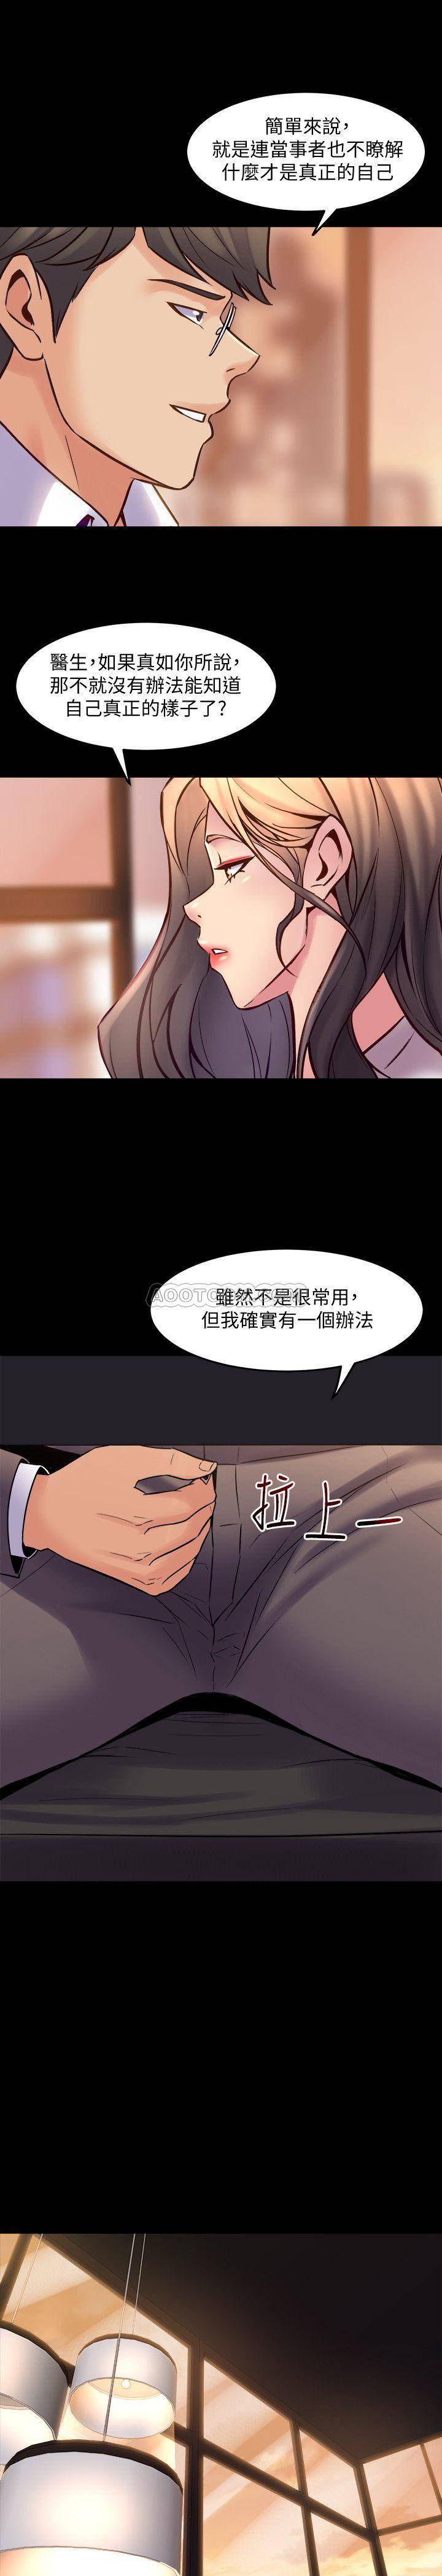 簡單來說，
就是連當事者也不瞭解
什麼才是真正的自己
醫生，如果真如你所說，
那不就沒有辦法能知道
自己真正的樣子了？
雖然不是很常用，
但我確實有一個辦法
拉上一